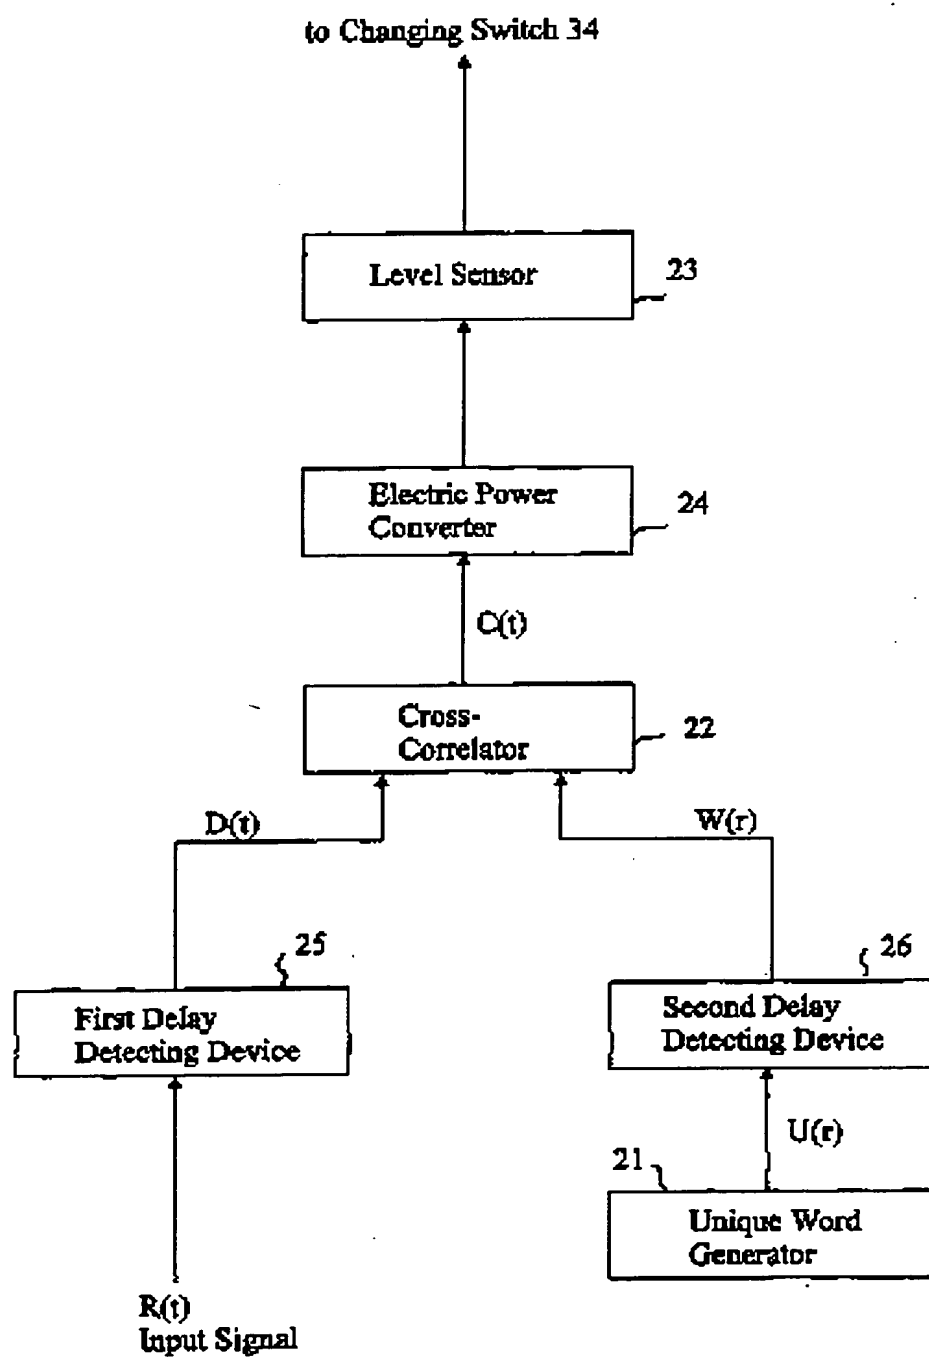 to Changing Switch 34
Level Sensor
23
Electric Power
Converter
24
C(t)
Cross-
Correlator
22
D(t)
W(r)
25
First Delay
Detecting Device
26
Second Delay
Detecting Device
U(r)
21
Unique Word
Generator
R(t)
Input Signal